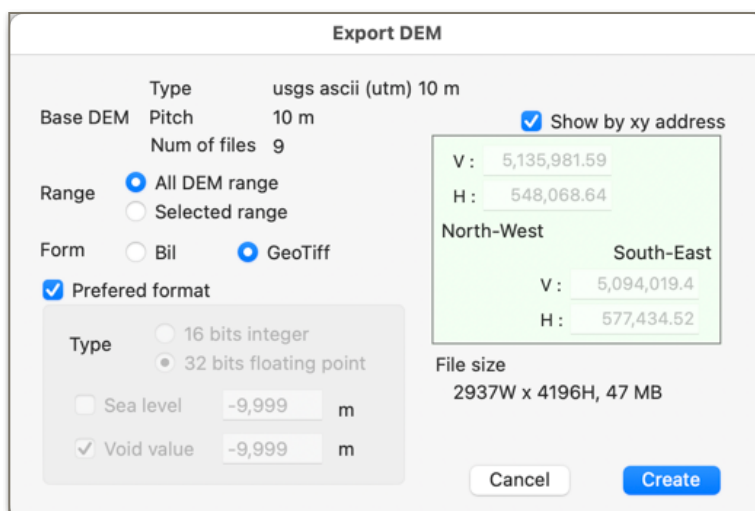 Export DEM
Type usgs ascii (utm) 10 m
Base DEM Pitch 10 m
Num of files 9
Show by xy address
V : 5,135,981.59
H : 548,068.64
North-West
South-East
V : 5,094,019.4
H : 577,434.52
Range All DEM range
Selected range
Form Bil GeoTiff
Prefered format
Type 16 bits integer
32 bits floating point
Sea level -9,999 m
Void value -9,999 m
File size
2937W x 4196H, 47 MB
Cancel Create